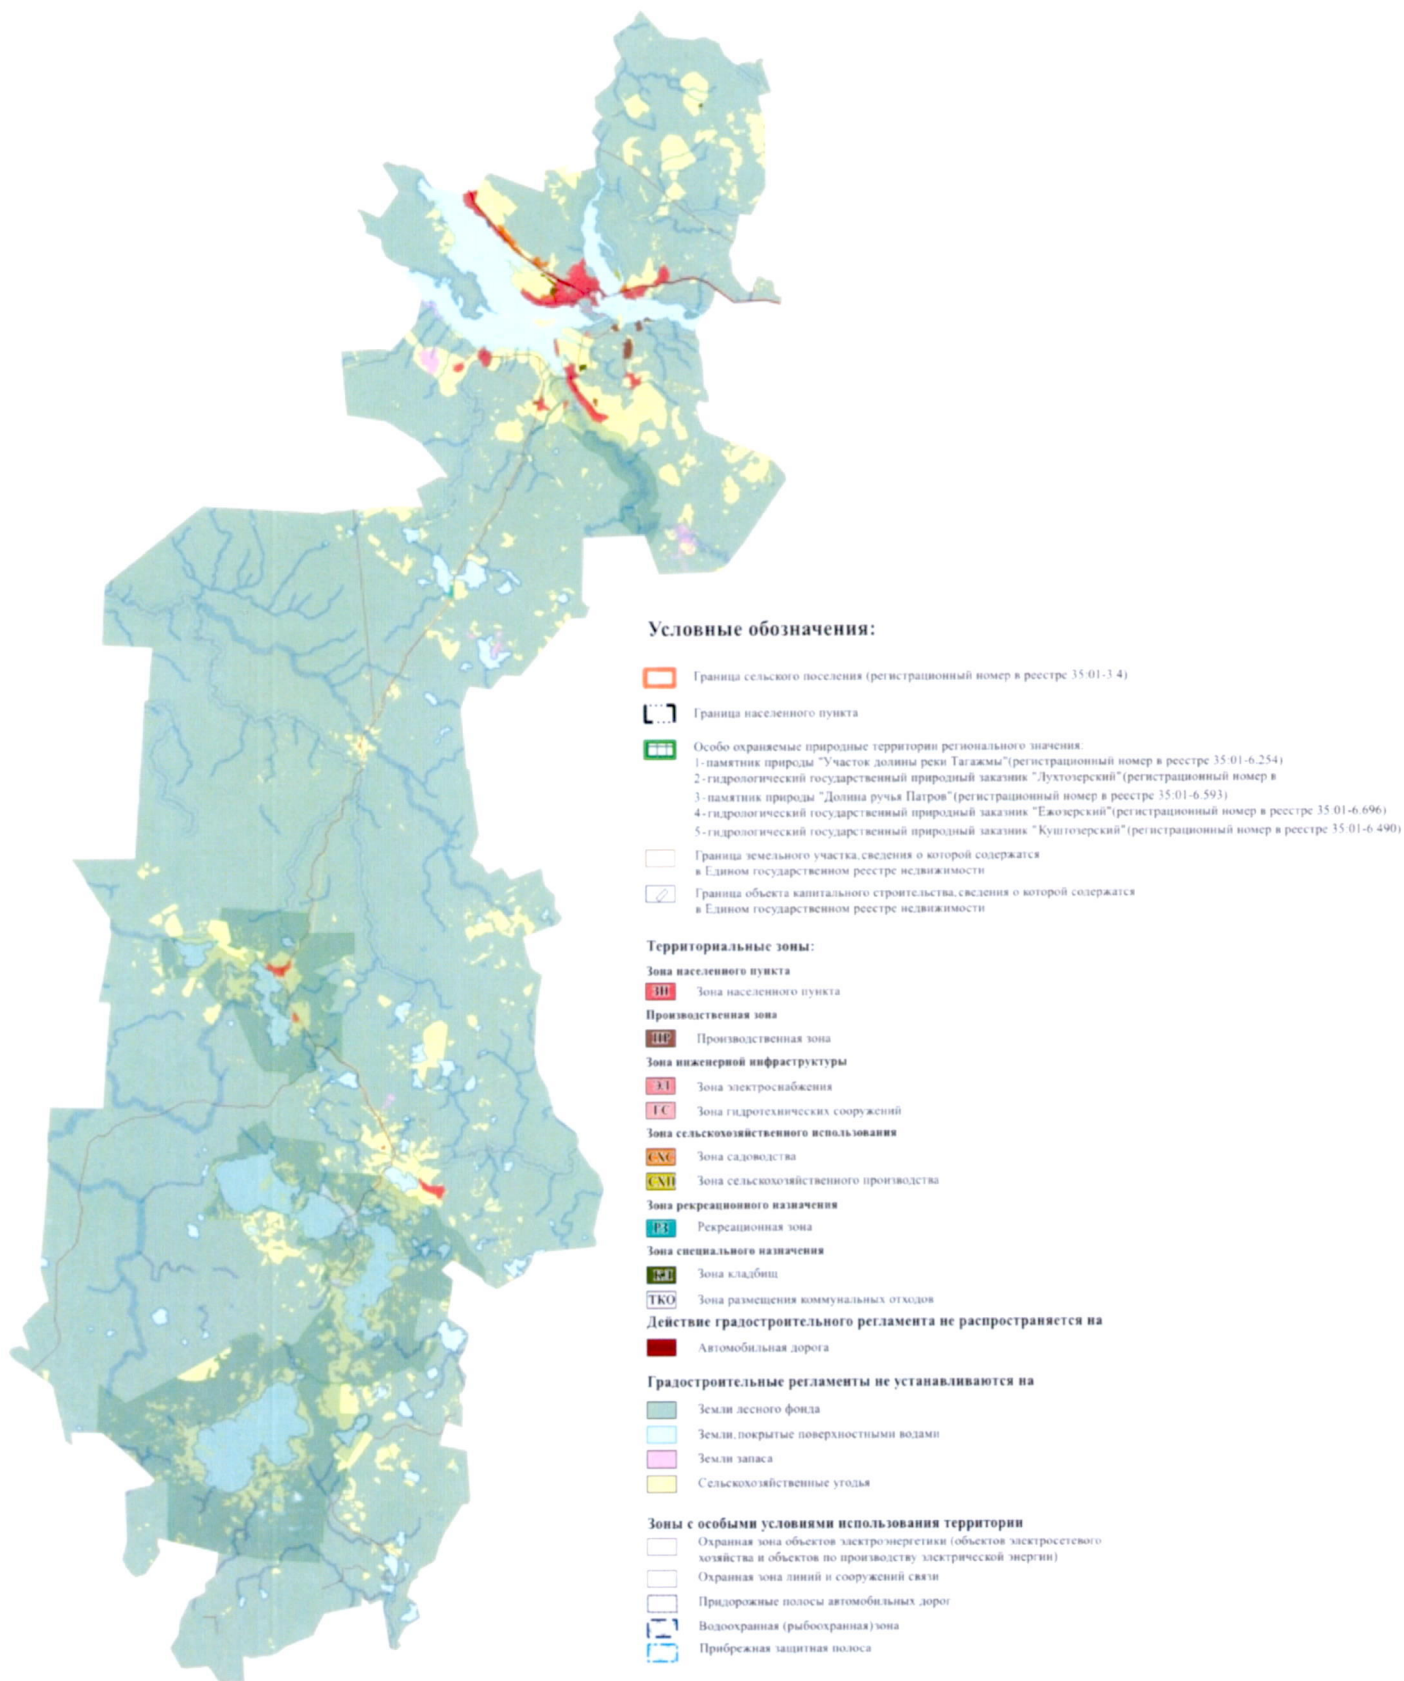 Условные обозначения:
Граница сельского поселения (регистрационный номер в реестре 35:01-3.4)
Граница населенного пункта
Особо охраняемые природные территории регионального значения:
1-памятник природы "Участок долины реки Тагажмы"(регистрационный номер в реестре 35:01-6.254)
2-гидрологический государственный природный заказник "Лухтозерский"(регистрационный номер в
3-памятник природы "Долина ручья Патров"(регистрационный номер в реестре 35:01-6.593)
4-гидрологический государственный природный заказник "Ежозерский"(регистрационный номер в реестре 35:01-6.696)
5-гидрологический государственный природный заказник "Куштозерский"(регистрационный номер в реестре 35:01-6.490)
Граница земельного участка, сведения о которой содержатся
в Едином государственном реестре недвижимости
Граница объекта капитального строительства, сведения о которой содержатся
в Едином государственном реестре недвижимости
Территориальные зоны:
Зона населенного пункта
ЗН Зона населенного пункта
Производственная зона
ПР Производственная зона
Зона инженерной инфраструктуры
ЭЛ Зона электроснабжения
ГС Зона гидротехнических сооружений
Зона сельскохозяйственного использования
СХС Зона садоводства
СХП Зона сельскохозяйственного производства
Зона рекреационного назначения
РЗ Рекреационная зона
Зона специального назначения
КЛ Зона кладбищ
ТКО Зона размещения коммунальных отходов
Действие градостроительного регламента не распространяется на
Автомобильная дорога
Градостроительные регламенты не устанавливаются на
Земли лесного фонда
Земли, покрытые поверхностными водами
Земли запаса
Сельскохозяйственные угодья
Зоны с особыми условиями использования территории
Охранная зона объектов электроэнергетики (объектов электросетевого
хозяйства и объектов по производству электрической энергии)
Охранная зона линий и сооружений связи
Придорожные полосы автомобильных дорог
Водоохранная (рыбоохранная)зона
Прибрежная защитная полоса